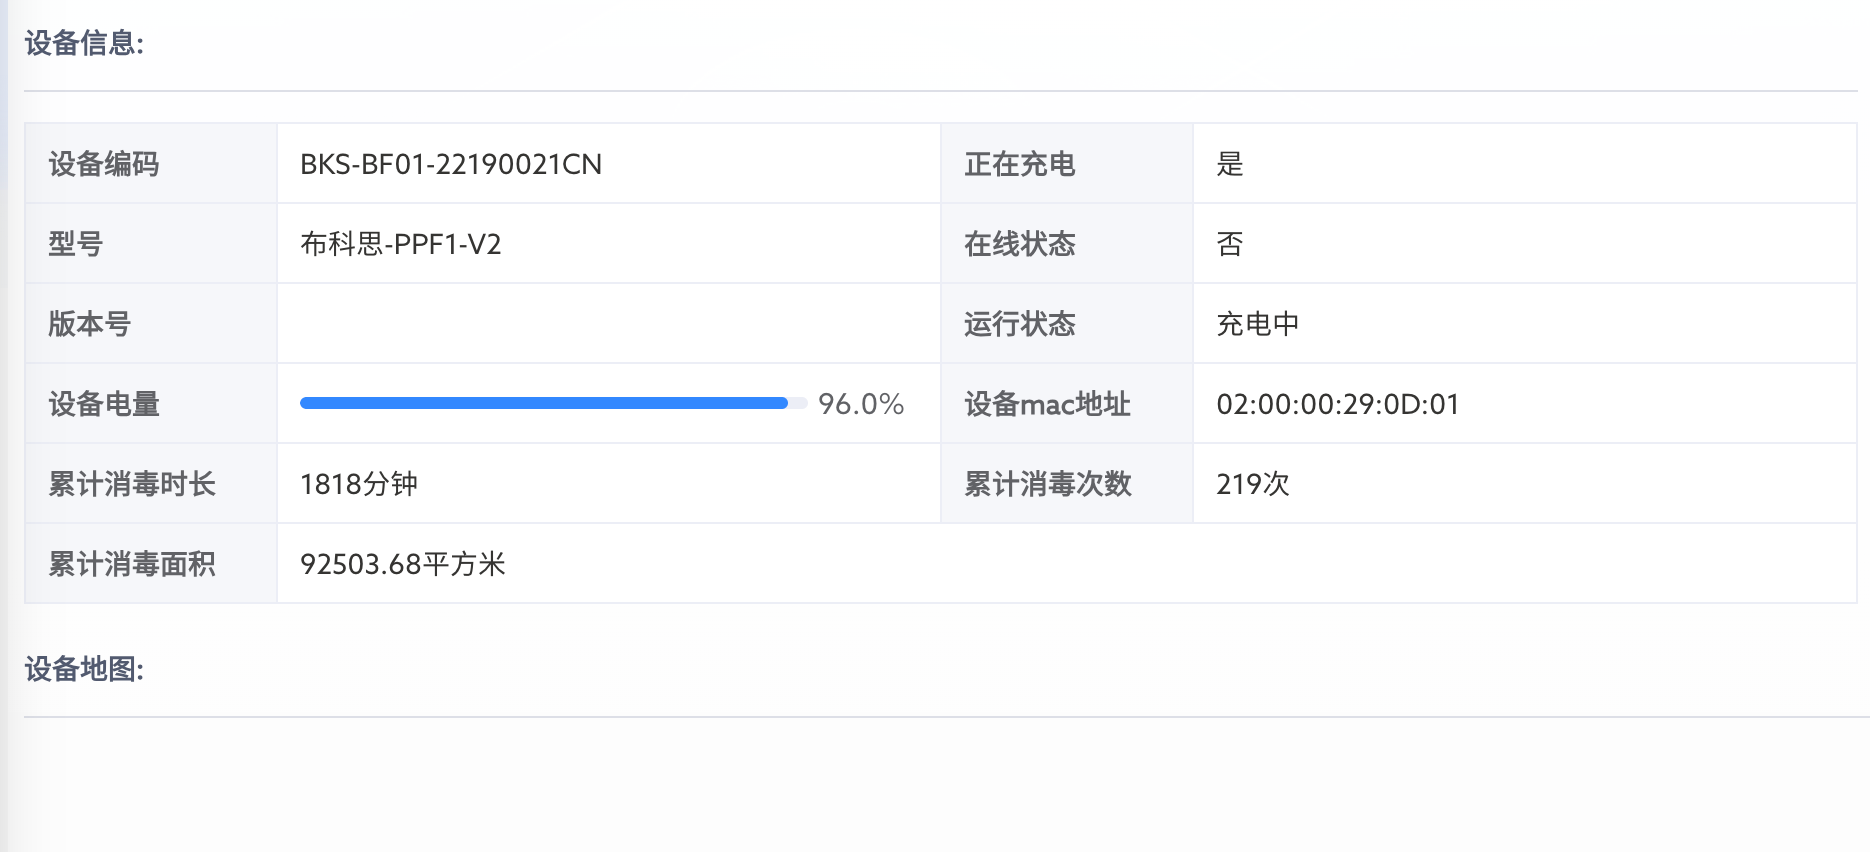 设备信息:
设备编码 BKS-BF01-22190021CN 正在充电 是
型号 布科思-PPF1-V2 在线状态 否
版本号 运行状态 充电中
设备电量 96.0% 设备mac地址 02:00:00:29:0D:01
累计消毒时长 1818分钟 累计消毒次数 219次
累计消毒面积 92503.68平方米
设备地图: